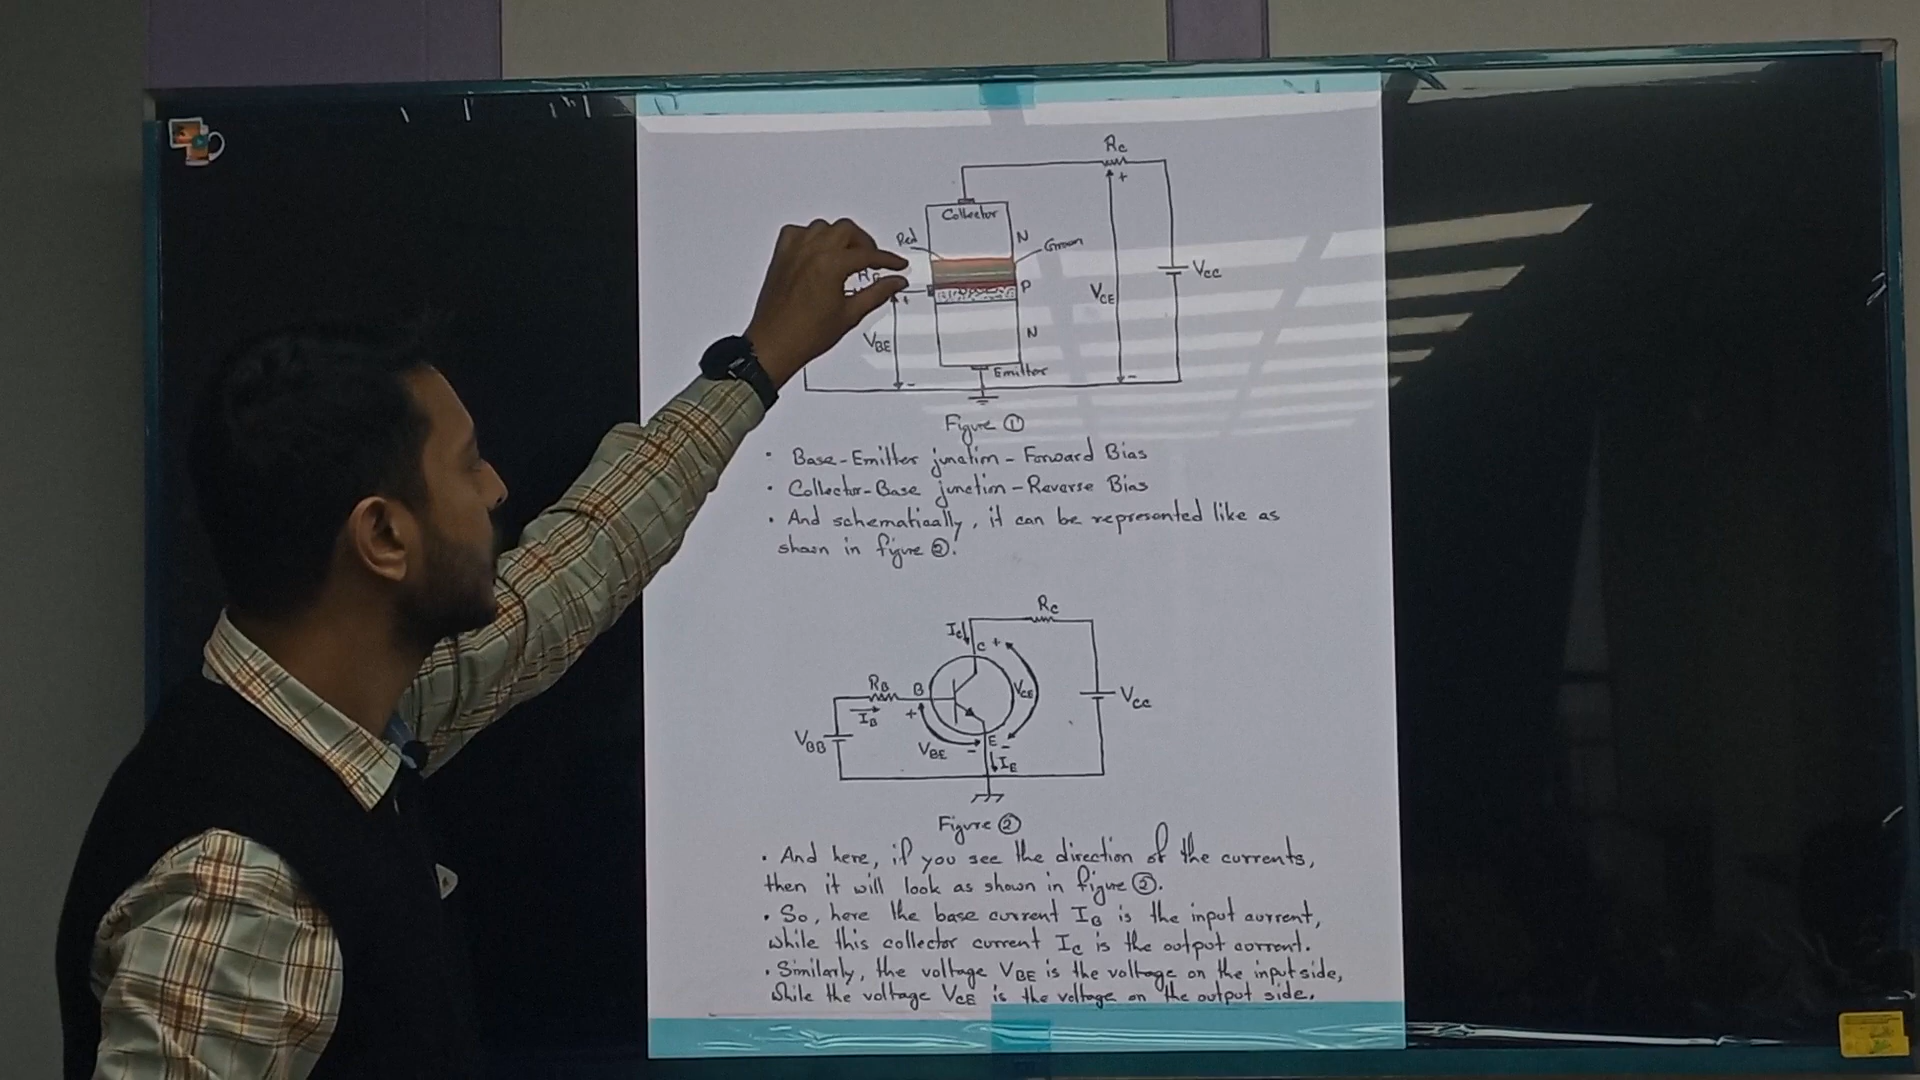 Rc
+
Collector
N
Red
Green
RB
P
+
VCE
Vcc
VBE
N
Emitter
-
-
Figure ①
• Base-Emitter junction - Forward Bias
• Collector-Base junction - Reverse Bias
• And schematically, it can be represented like as
shown in figure ②.
Rc
Ic
C +
RB
B
VCE
IB
+
Vcc
VBB
VBE
-
E -
IE
Figure ②
• And here, if you see the direction of the currents,
then it will look as shown in figure ②.
• So, here the base current IB is the input current,
while this collector current Ic is the output current.
• Similarly, the voltage VBE is the voltage on the input side,
while the voltage VCE is the voltage on the output side.